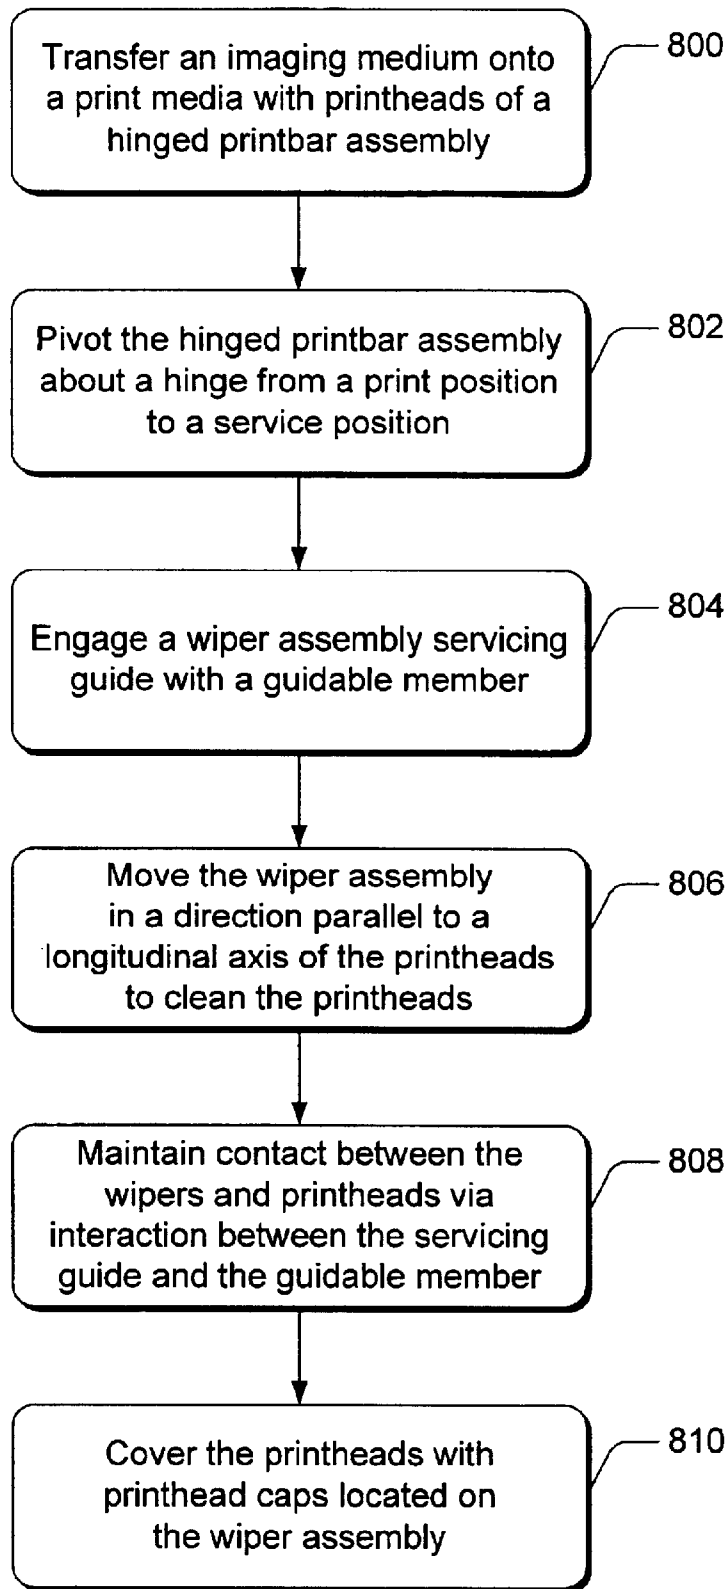 Transfer an imaging medium onto
a print media with printheads of a
hinged printbar assembly
800
Pivot the hinged printbar assembly
about a hinge from a print position
to a service position
802
Engage a wiper assembly servicing
guide with a guidable member
804
Move the wiper assembly
in a direction parallel to a
longitudinal axis of the printheads
to clean the printheads
806
Maintain contact between the
wipers and printheads via
interaction between the servicing
guide and the guidable member
808
Cover the printheads with
printhead caps located on
the wiper assembly
810